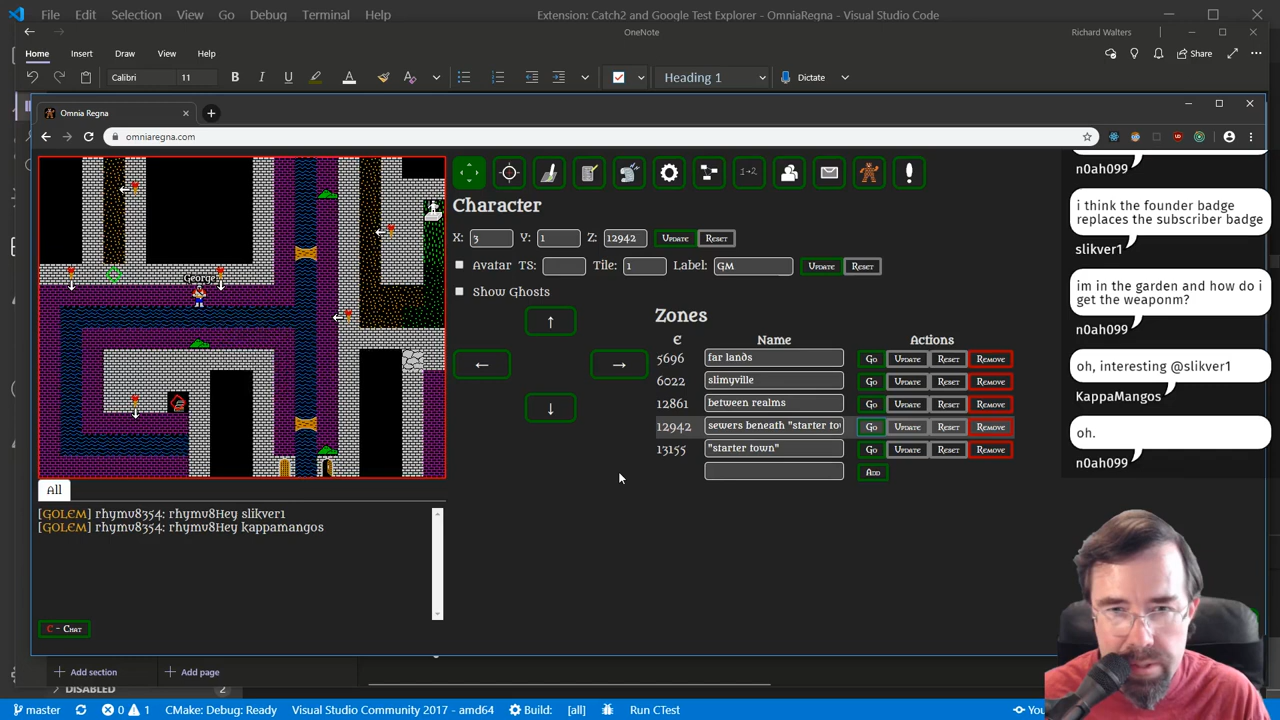 File Edit Selection View Go Debug Terminal Help Extension: Catch2 and Google Test Explorer - OmniaRegna - Visual Studio Code
OneNote Richard Walters
Home Insert Draw View Help Share
Calibri 11 B I U A Heading 1 Dictate
Omnia Regna
omniaregna.com
Character
X: 3 Y: 1 Z: 12942 Update Reset
Avatar TS: Tile: 1 Label: GM Update Reset
Show Ghosts
George
↑
← →
↓
Zones
Є Name Actions
5696 far lands Go Update Reset Remove
6022 slimyville Go Update Reset Remove
12861 between realms Go Update Reset Remove
12942 sewers beneath "starter to Go Update Reset Remove
13155 "starter town" Go Update Reset Remove
Add
All
[GOLEM] rhymu8354: rhymu8Hey slikver1
[GOLEM] rhymu8354: rhymu8Hey kappamangos
C - Chat
n0ah099
i think the founder badge
replaces the subscriber badge
slikver1
im in the garden and how do i
get the weaponm?
n0ah099
oh, interesting @slikver1
KappaMangos
oh.
n0ah099
Add section Add page
DISABLED 2
master 0 1 CMake: Debug: Ready Visual Studio Community 2017 - amd64 Build: [all] Run CTest